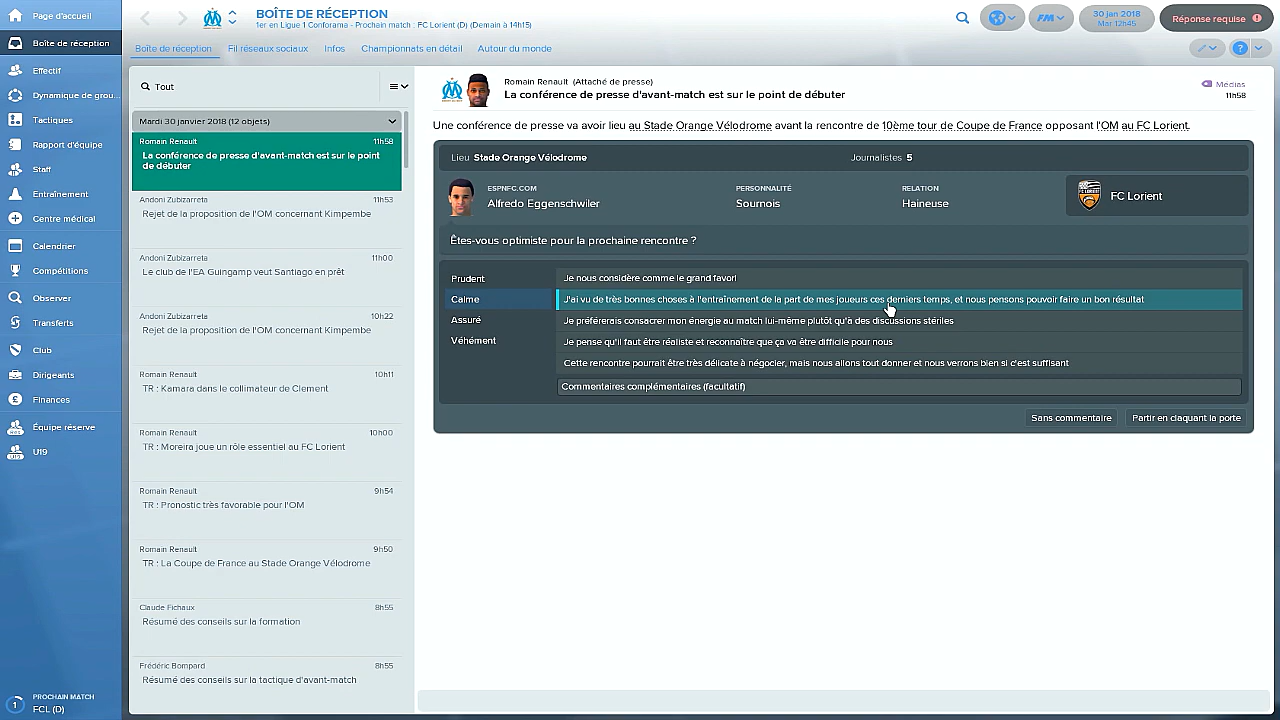 Page d'accueil
Boîte de réception
Effectif
Dynamique de grou...
Tactiques
Rapport d'équipe
Staff
Entraînement
Centre médical
Calendrier
Compétitions
Observer
Transferts
Club
Dirigeants
Finances
Équipe réserve
U19
1
PROCHAIN MATCH
FCL (D)
BOÎTE DE RÉCEPTION
1er en Ligue 1 Conforama - Prochain match : FC Lorient (D) (Demain à 14h15)
FM
30 jan 2018
Mar 12h45
Réponse requise
Boîte de réception Fil réseaux sociaux Infos Championnats en détail Autour du monde
?
Tout
Mardi 30 janvier 2018 (12 objets)
Romain Renault 11h58
La conférence de presse d'avant-match est sur le point
de débuter
Andoni Zubizarreta 11h53
Rejet de la proposition de l'OM concernant Kimpembe
Andoni Zubizarreta 11h00
Le club de l'EA Guingamp veut Santiago en prêt
Andoni Zubizarreta 10h22
Rejet de la proposition de l'OM concernant Kimpembe
Romain Renault 10h11
TR : Kamara dans le collimateur de Clement
Romain Renault 10h00
TR : Moreira joue un rôle essentiel au FC Lorient
Romain Renault 9h54
TR : Pronostic très favorable pour l'OM
Romain Renault 9h50
TR : La Coupe de France au Stade Orange Vélodrome
Claude Fichaux 8h55
Résumé des conseils sur la formation
Frédéric Bompard 8h55
Résumé des conseils sur la tactique d'avant-match
Romain Renault (Attaché de presse)
La conférence de presse d'avant-match est sur le point de débuter
Médias
11h58
Une conférence de presse va avoir lieu au Stade Orange Vélodrome avant la rencontre de 10ème tour de Coupe de France opposant l'OM au FC Lorient.
Lieu Stade Orange Vélodrome Journalistes 5
ESPNFC.COM PERSONNALITÉ RELATION
Alfredo Eggenschwiler Sournois Haineuse
FC Lorient
Êtes-vous optimiste pour la prochaine rencontre ?
Prudent
Calme
Assuré
Véhément
Je nous considère comme le grand favori
J'ai vu de très bonnes choses à l'entraînement de la part de mes joueurs ces derniers temps, et nous pensons pouvoir faire un bon résultat
Je préférerais consacrer mon énergie au match lui-même plutôt qu'à des discussions stériles
Je pense qu'il faut être réaliste et reconnaître que ça va être difficile pour nous
Cette rencontre pourrait être très délicate à négocier, mais nous allons tout donner et nous verrons bien si c'est suffisant
Commentaires complémentaires (facultatif)
Sans commentaire Partir en claquant la porte